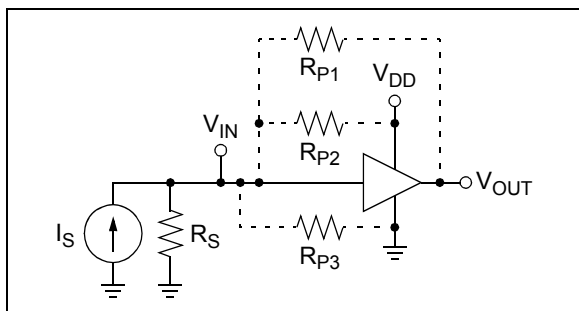 R_P1
V_DD
V_IN
R_P2
V_OUT
I_S
R_S
R_P3